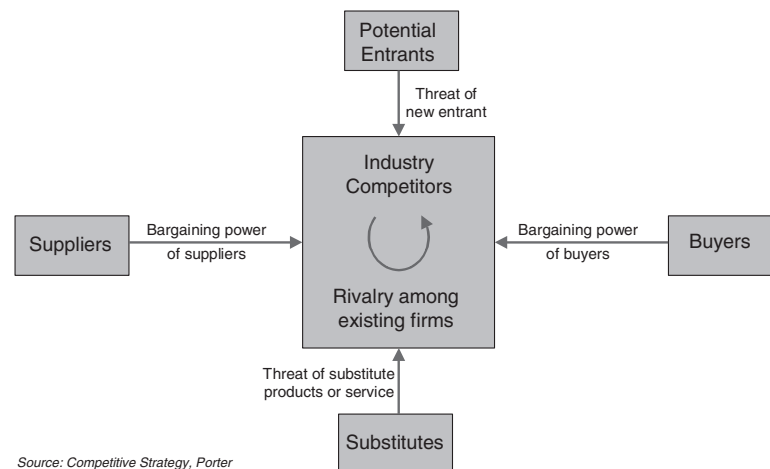 Potential
Entrants
Threat of
new entrant
Industry
Competitors
Suppliers
Bargaining power
of suppliers
Bargaining power
of buyers
Buyers
Rivalry among
existing firms
Threat of substitute
products or service
Substitutes
Source: Competitive Strategy, Porter